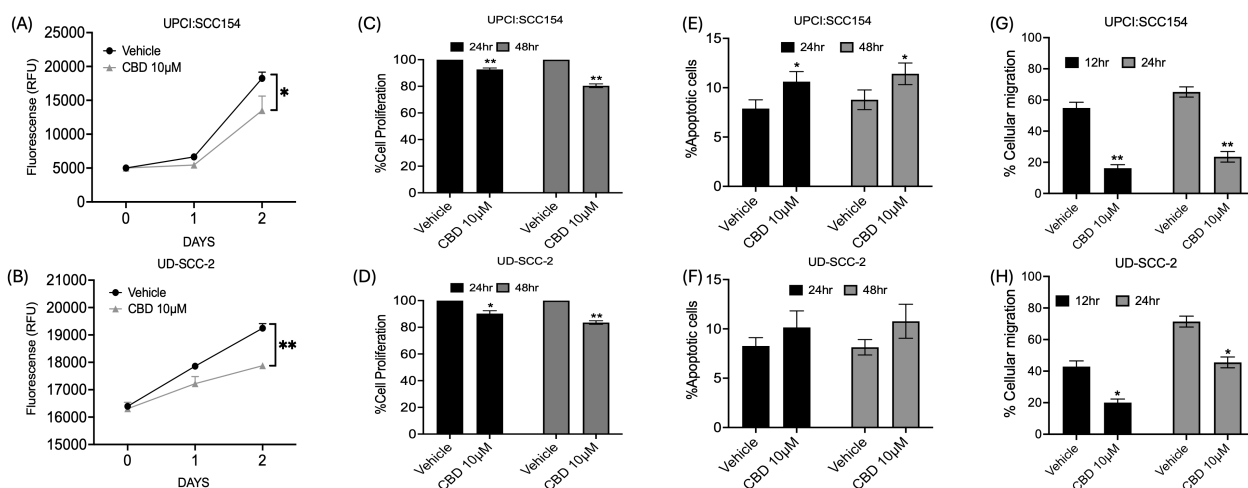 (A)
UPCI:SCC154
25000
20000
15000
10000
5000
0
Fluorescense (RFU)
Vehicle
CBD 10μM
*
0 1 2
DAYS
(B)
UD-SCC-2
21000
20000
19000
18000
17000
16000
15000
Fluorescense (RFU)
Vehicle
CBD 10μM
**
0 1 2
DAYS
(C)
UPCI:SCC154
24hr 48hr
100
80
60
40
20
0
%Cell Proliferation
** **
Vehicle CBD 10μM Vehicle CBD 10μM
(D)
UD-SCC-2
24hr 48hr
100
80
60
40
20
0
%Cell Proliferation
* **
Vehicle CBD 10μM Vehicle CBD 10μM
(E)
UPCI:SCC154
24hr 48hr
15
10
5
0
%Apoptotic cells
* *
Vehicle CBD 10μM Vehicle CBD 10μM
(F)
UD-SCC-2
24hr 48hr
15
10
5
0
%Apoptotic cells
Vehicle CBD 10μM Vehicle CBD 10μM
(G)
UPCI:SCC154
12hr 24hr
100
80
60
40
20
0
% Cellular migration
** **
Vehicle CBD 10μM Vehicle CBD 10μM
(H)
UD-SCC-2
12hr 24hr
100
80
60
40
20
0
% Cellular migration
* *
Vehicle CBD 10μM Vehicle CBD 10μM